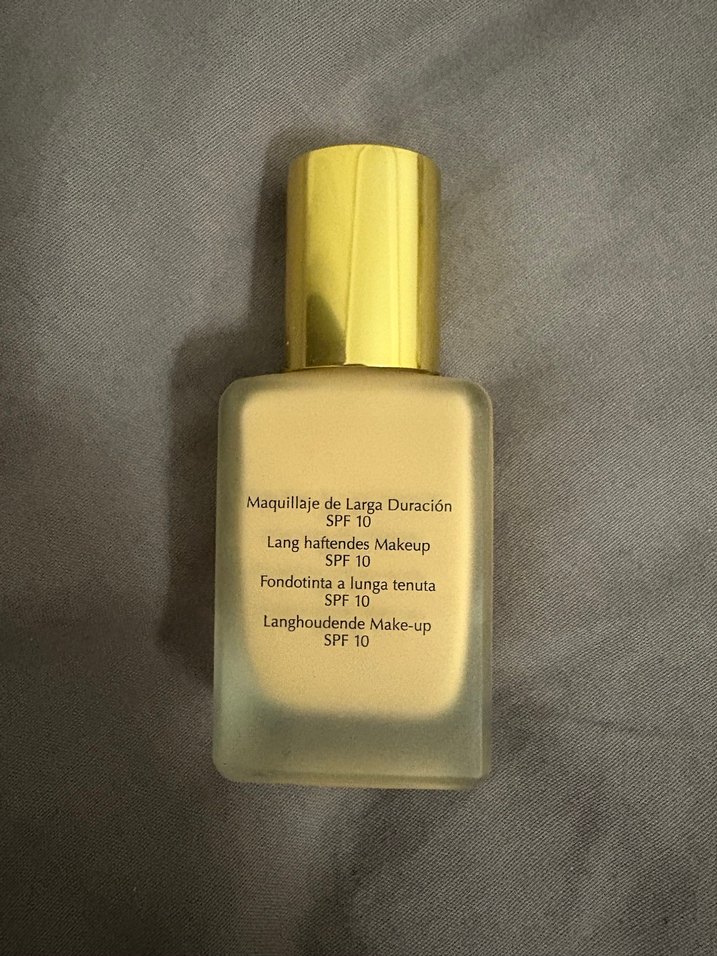 Maquillaje de Larga Duración
SPF 10
Lang haftendes Makeup
SPF 10
Fondotinta a lunga tenuta
SPF 10
Langhoudende Make-up
SPF 10